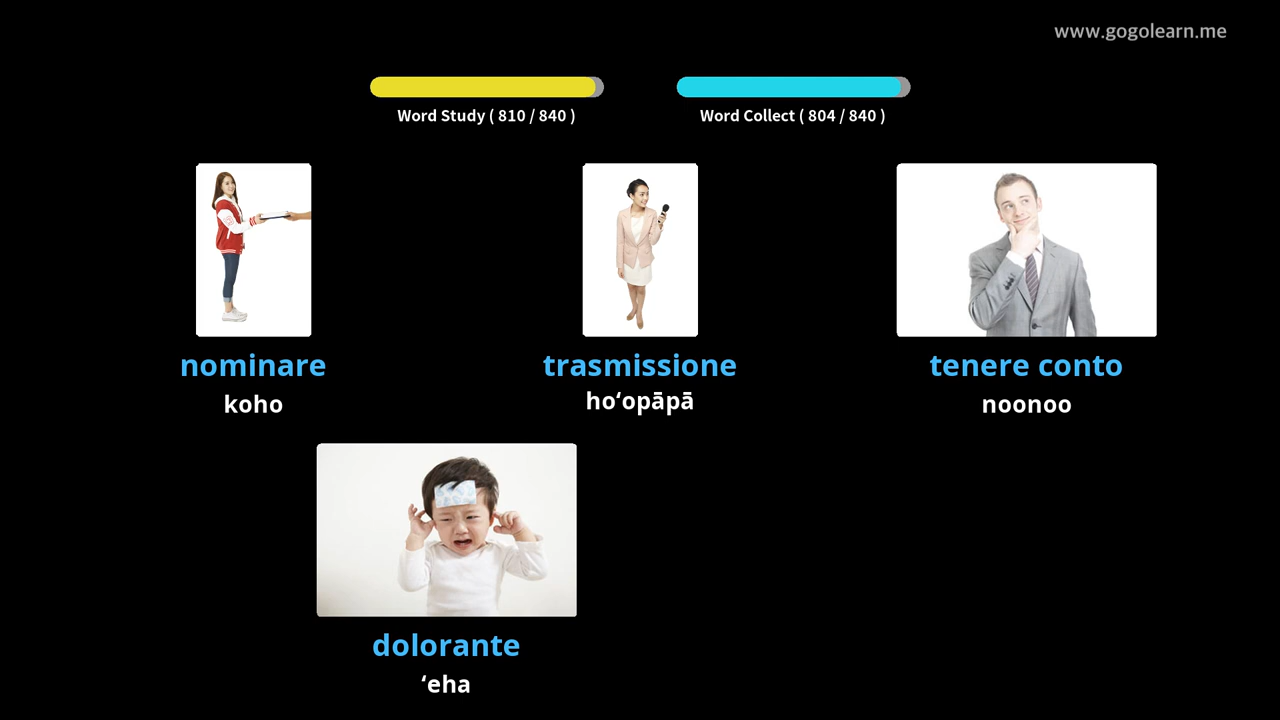 www.gogolearn.me
Word Study ( 810 / 840 )
Word Collect ( 804 / 840 )
nominare
koho
trasmissione
hoʻopāpā
tenere conto
noonoo
dolorante
ʻeha